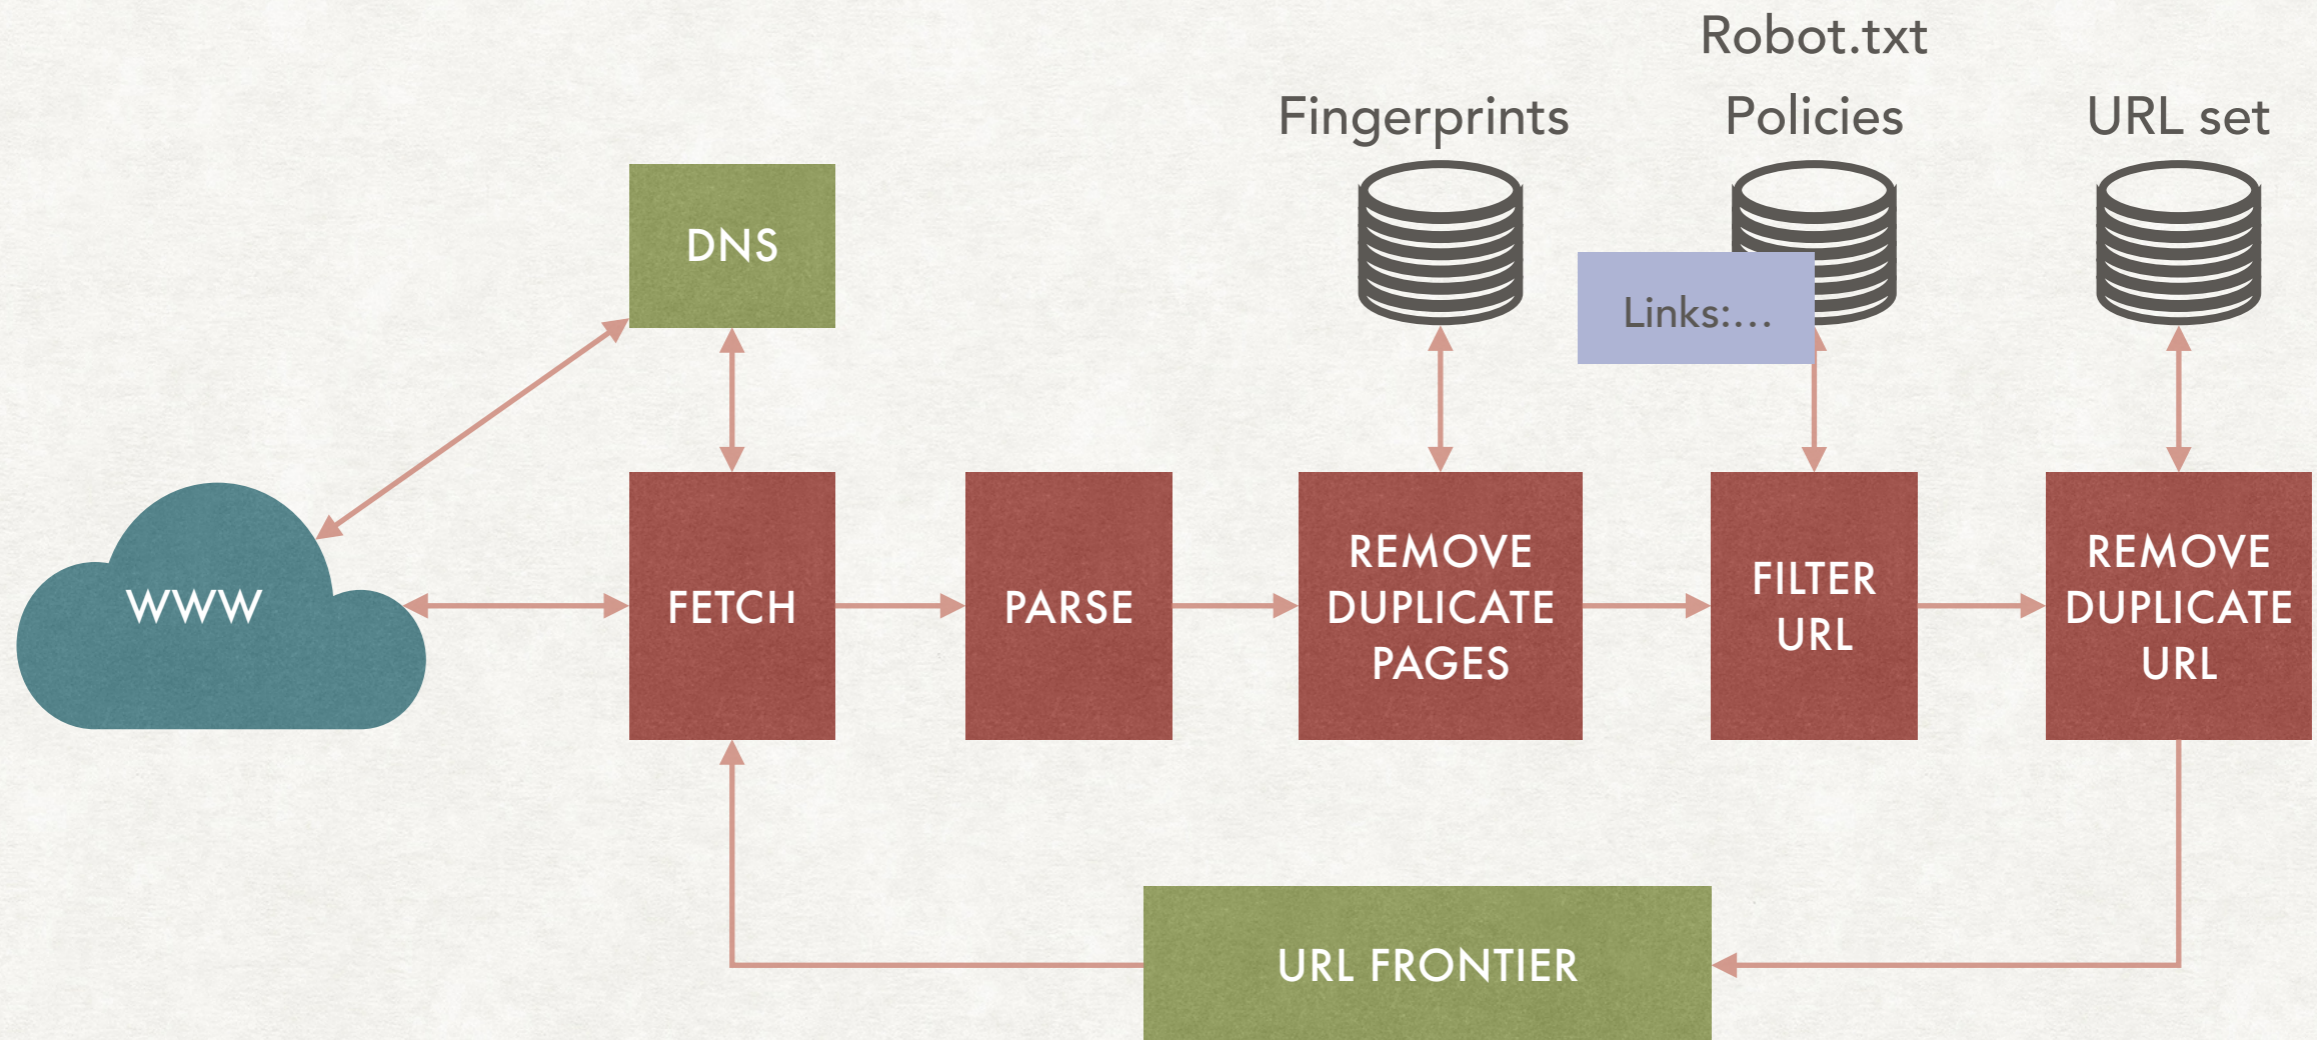 Robot.txt
Fingerprints
Policies
URL set
DNS
Links:...
WWW
FETCH
PARSE
REMOVE
DUPLICATE
PAGES
FILTER
URL
REMOVE
DUPLICATE
URL
URL FRONTIER